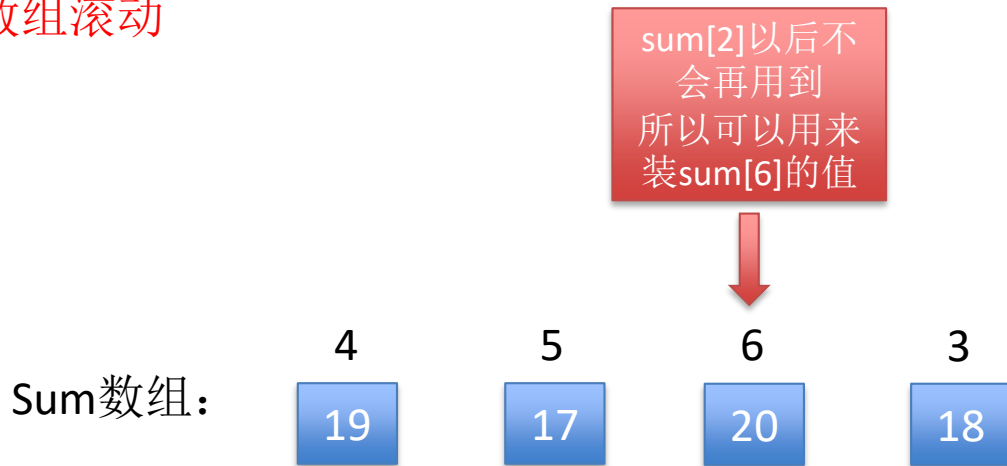 数组滚动
sum[2]以后不
会再用到
所以可以用来
装sum[6]的值
4 5 6 3
Sum数组：
19 17 20 18